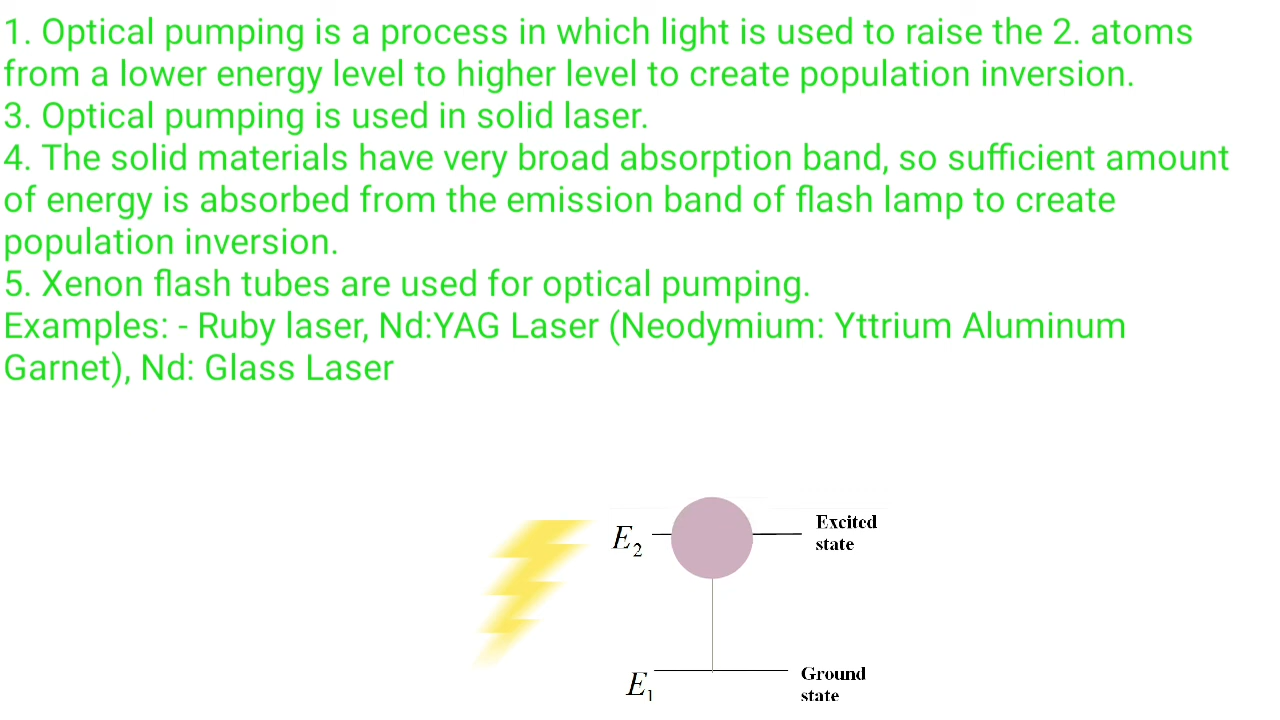 1. Optical pumping is a process in which light is used to raise the 2. atoms
from a lower energy level to higher level to create population inversion.
3. Optical pumping is used in solid laser.
4. The solid materials have very broad absorption band, so sufficient amount
of energy is absorbed from the emission band of flash lamp to create
population inversion.
5. Xenon flash tubes are used for optical pumping.
Examples: - Ruby laser, Nd:YAG Laser (Neodymium: Yttrium Aluminum
Garnet), Nd: Glass Laser
E₂
Excited
state
E₁
Ground
state